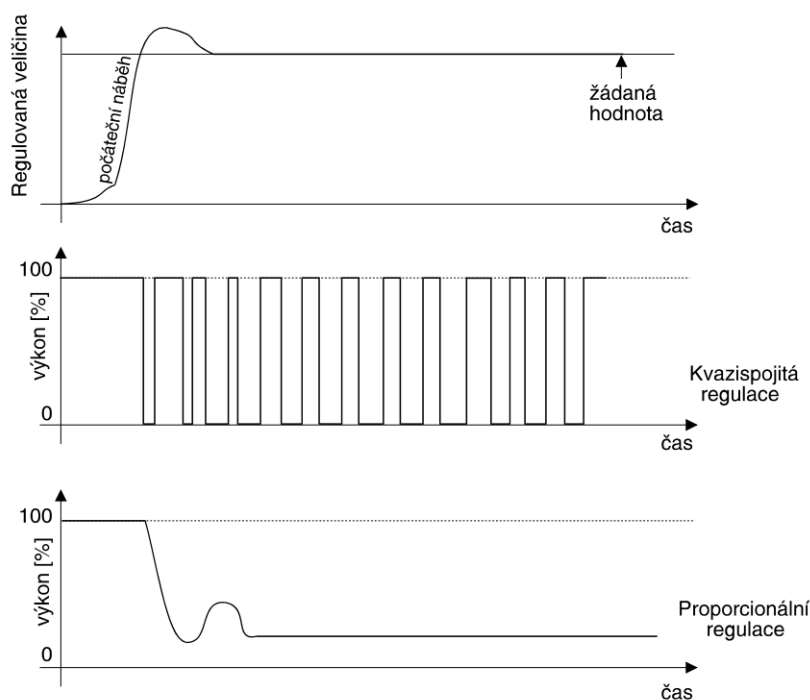 Regulovaná veličina
počáteční náběh
žádaná
hodnota
čas
100
výkon [%]
0
Kvazispojitá
regulace
čas
100
výkon [%]
0
Proporcionální
regulace
čas